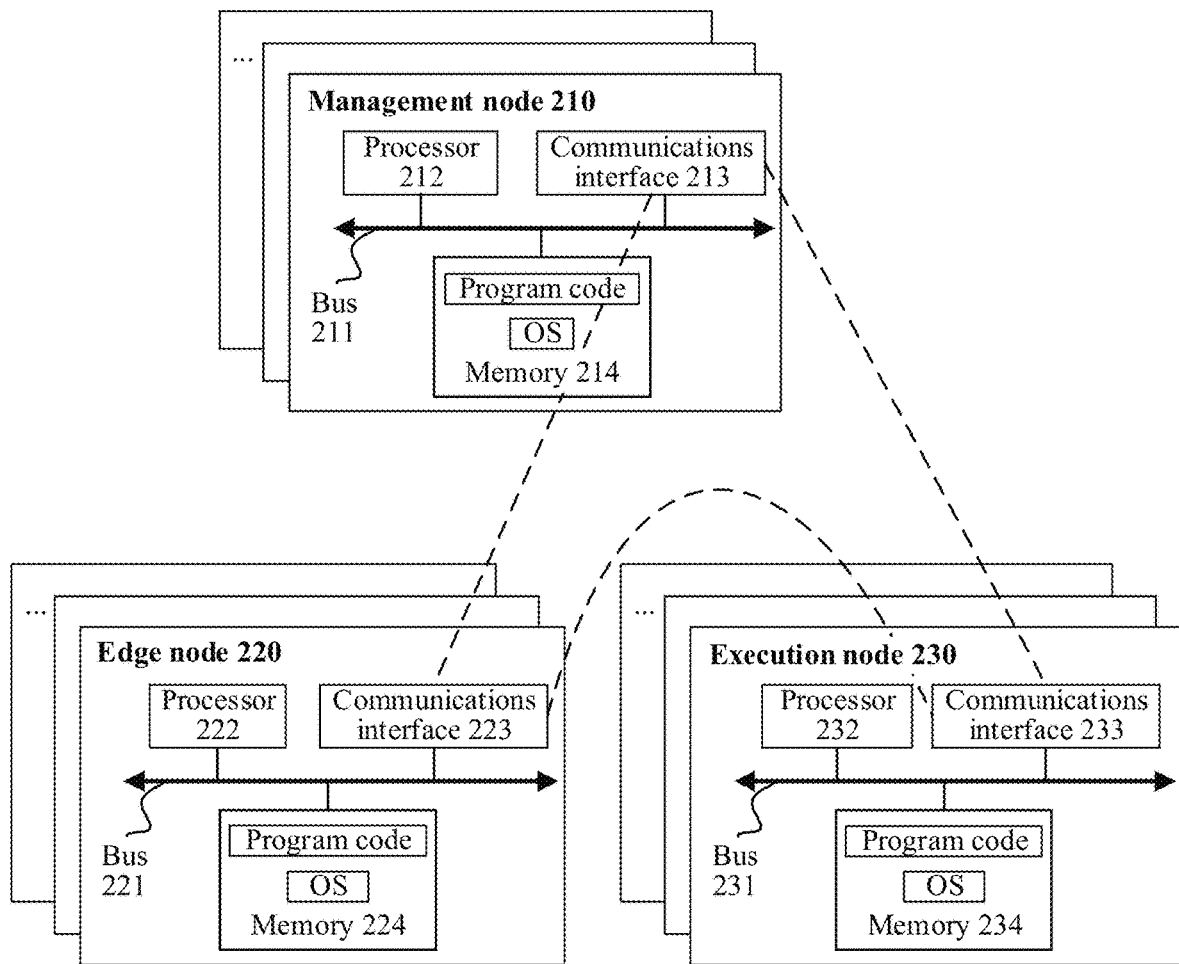 ...
Management node 210
Processor
212
Communications
interface 213
Bus
211
Program code
OS
Memory 214
...
Edge node 220
Processor
222
Communications
interface 223
Bus
221
Program code
OS
Memory 224
...
Execution node 230
Processor
232
Communications
interface 233
Bus
231
Program code
OS
Memory 234